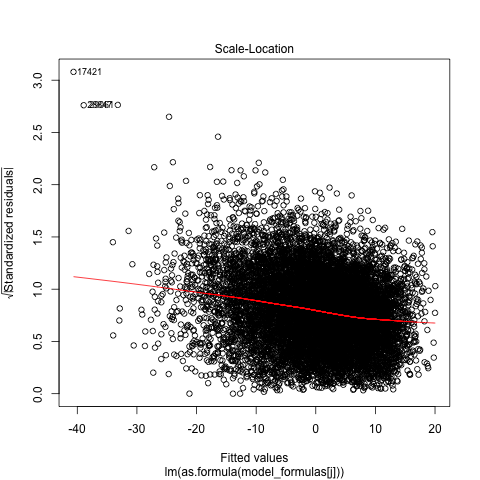 Scale-Location
17421
√|Standardized residuals|
3.0
2.5
2.0
1.5
1.0
0.5
0.0
-40 -30 -20 -10 0 10 20
Fitted values
lm(as.formula(model_formulas[j]))